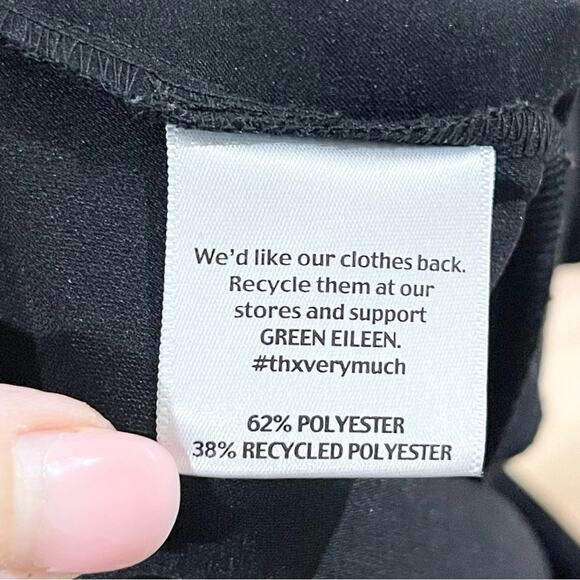 We'd like our clothes back.
Recycle them at our
stores and support
GREEN EILEEN.
#thxverymuch
62% POLYESTER
38% RECYCLED POLYESTER